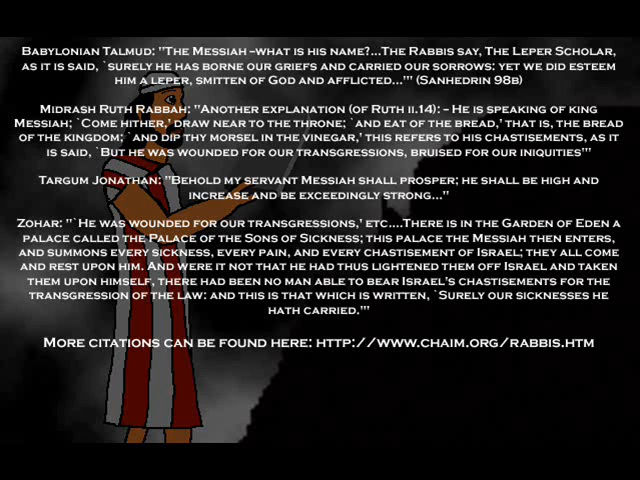 Babylonian Talmud: "The Messiah –what is his name?...The Rabbis say, The Leper Scholar,
as it is said, `surely he has borne our griefs and carried our sorrows: yet we did esteem
him a leper, smitten of God and afflicted...'" (Sanhedrin 98b)
Midrash Ruth Rabbah: "Another explanation (of Ruth ii.14): – He is speaking of king
Messiah; `Come hither,' draw near to the throne; `and eat of the bread,' that is, the bread
of the kingdom; `and dip thy morsel in the vinegar,' this refers to his chastisements, as it
is said, `But he was wounded for our transgressions, bruised for our iniquities'"
Targum Jonathan: "Behold my servant Messiah shall prosper; he shall be high and
increase and be exceedingly strong..."
Zohar: "`He was wounded for our transgressions,' etc....There is in the Garden of Eden
a palace called the Palace of the Sons of Sickness; this palace the Messiah then enters,
and summons every sickness, every pain, and every chastisement of Israel; they all come
and rest upon him. And were it not that he had thus lightened them off Israel and taken
them upon himself, there had been no man able to bear Israel's chastisements for the
transgression of the law: and this is that which is written, `Surely our sicknesses he
hath carried.'"
More citations can be found here: http://www.chaim.org/rabbis.htm